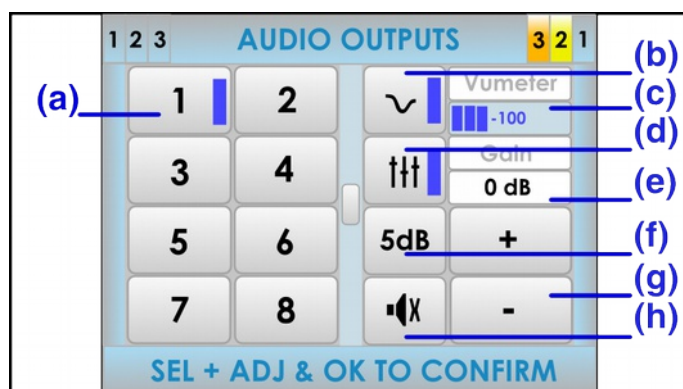 1 2 3 AUDIO OUTPUTS 3 2 1
(a) 1 2 Vumeter (b)
-100 (c)
3 4 Gain (d)
0 dB (e)
5 6 5dB + (f)
7 8 - (g)
(h)
SEL + ADJ & OK TO CONFIRM